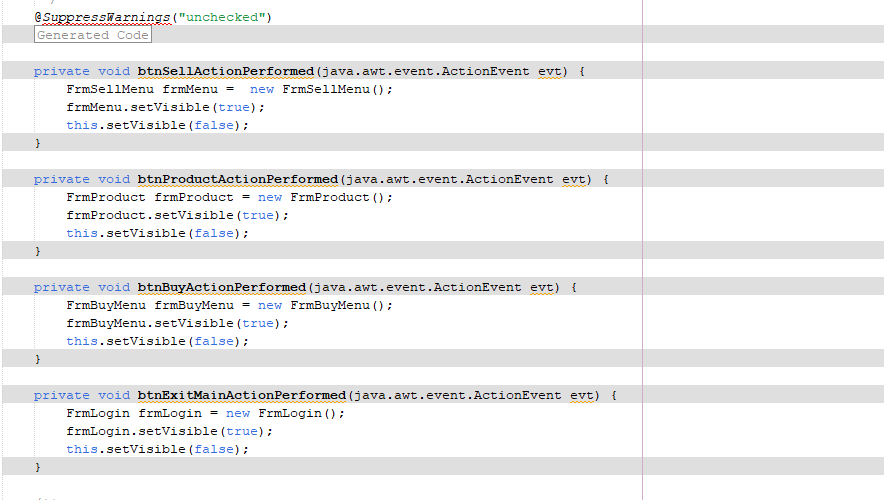 @SuppressWarnings("unchecked")
Generated Code
private void btnSellActionPerformed(java.awt.event.ActionEvent evt) {
FrmSellMenu frmMenu =  new FrmSellMenu();
frmMenu.setVisible(true);
this.setVisible(false);
}
private void btnProductActionPerformed(java.awt.event.ActionEvent evt) {
FrmProduct frmProduct = new FrmProduct();
frmProduct.setVisible(true);
this.setVisible(false);
}
private void btnBuyActionPerformed(java.awt.event.ActionEvent evt) {
FrmBuyMenu frmBuyMenu = new FrmBuyMenu();
frmBuyMenu.setVisible(true);
this.setVisible(false);
}
private void btnExitMainActionPerformed(java.awt.event.ActionEvent evt) {
FrmLogin frmLogin = new FrmLogin();
frmLogin.setVisible(true);
this.setVisible(false);
}